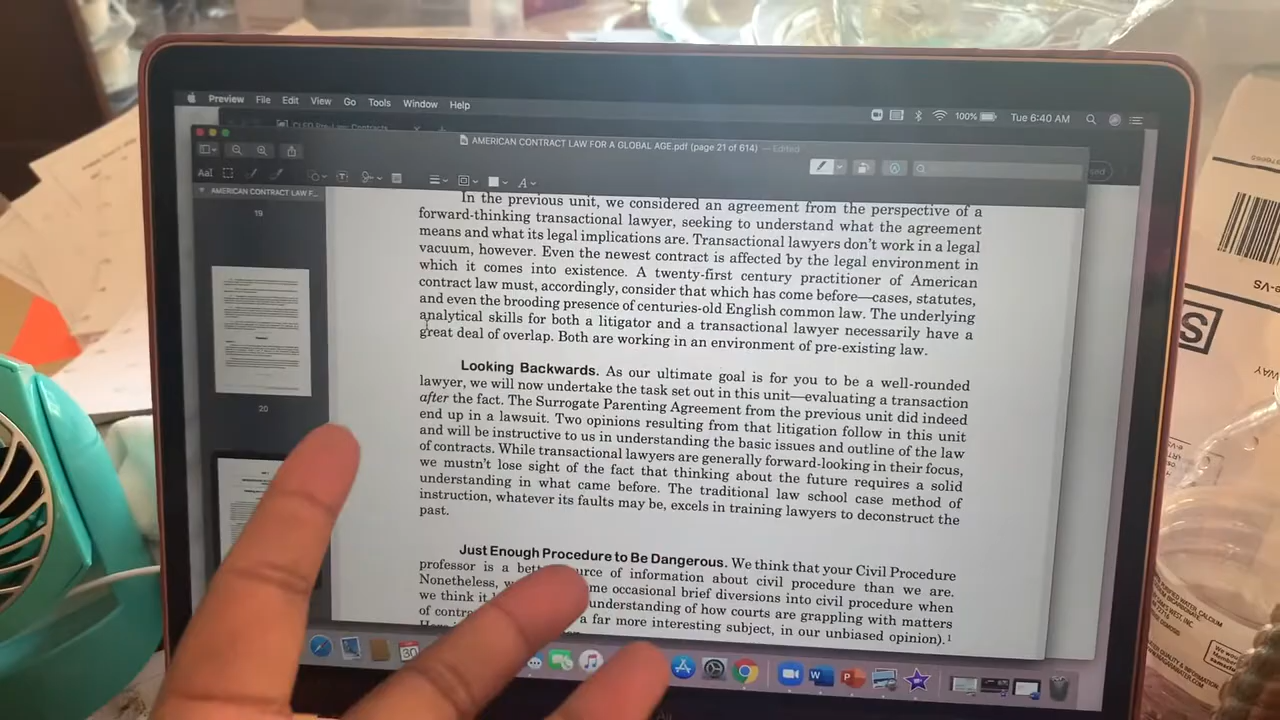 Preview File Edit View Go Tools Window Help
100% Tue 6:40 AM
AMERICAN CONTRACT LAW FOR A GLOBAL AGE.pdf (page 21 of 614) — Edited
AMERICAN CONTRACT LAW F...
19
20
In the previous unit, we considered an agreement from the perspective of a
forward-thinking transactional lawyer, seeking to understand what the agreement
means and what its legal implications are. Transactional lawyers don't work in a legal
vacuum, however. Even the newest contract is affected by the legal environment in
which it comes into existence. A twenty-first century practitioner of American
contract law must, accordingly, consider that which has come before—cases, statutes,
and even the brooding presence of centuries-old English common law. The underlying
analytical skills for both a litigator and a transactional lawyer necessarily have a
great deal of overlap. Both are working in an environment of pre-existing law.
Looking Backwards. As our ultimate goal is for you to be a well-rounded
lawyer, we will now undertake the task set out in this unit—evaluating a transaction
after the fact. The Surrogate Parenting Agreement from the previous unit did indeed
end up in a lawsuit. Two opinions resulting from that litigation follow in this unit
and will be instructive to us in understanding the basic issues and outline of the law
of contracts. While transactional lawyers are generally forward-looking in their focus,
we mustn't lose sight of the fact that thinking about the future requires a solid
understanding in what came before. The traditional law school case method of
instruction, whatever its faults may be, excels in training lawyers to deconstruct the
past.
Just Enough Procedure to Be Dangerous. We think that your Civil Procedure
professor is a source of information about civil procedure than we are.
Nonetheless, occasional brief diversions into civil procedure when
we think it understanding of how courts are grappling with matters
of a far more interesting subject, in our unbiased opinion).¹
30
S
WE'RE